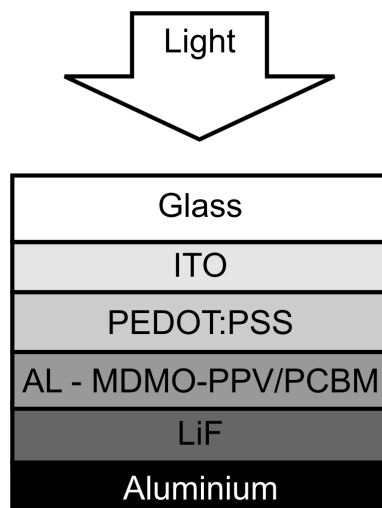 Light
Glass
ITO
PEDOT:PSS
AL - MDMO-PPV/PCBM
LiF
Aluminium